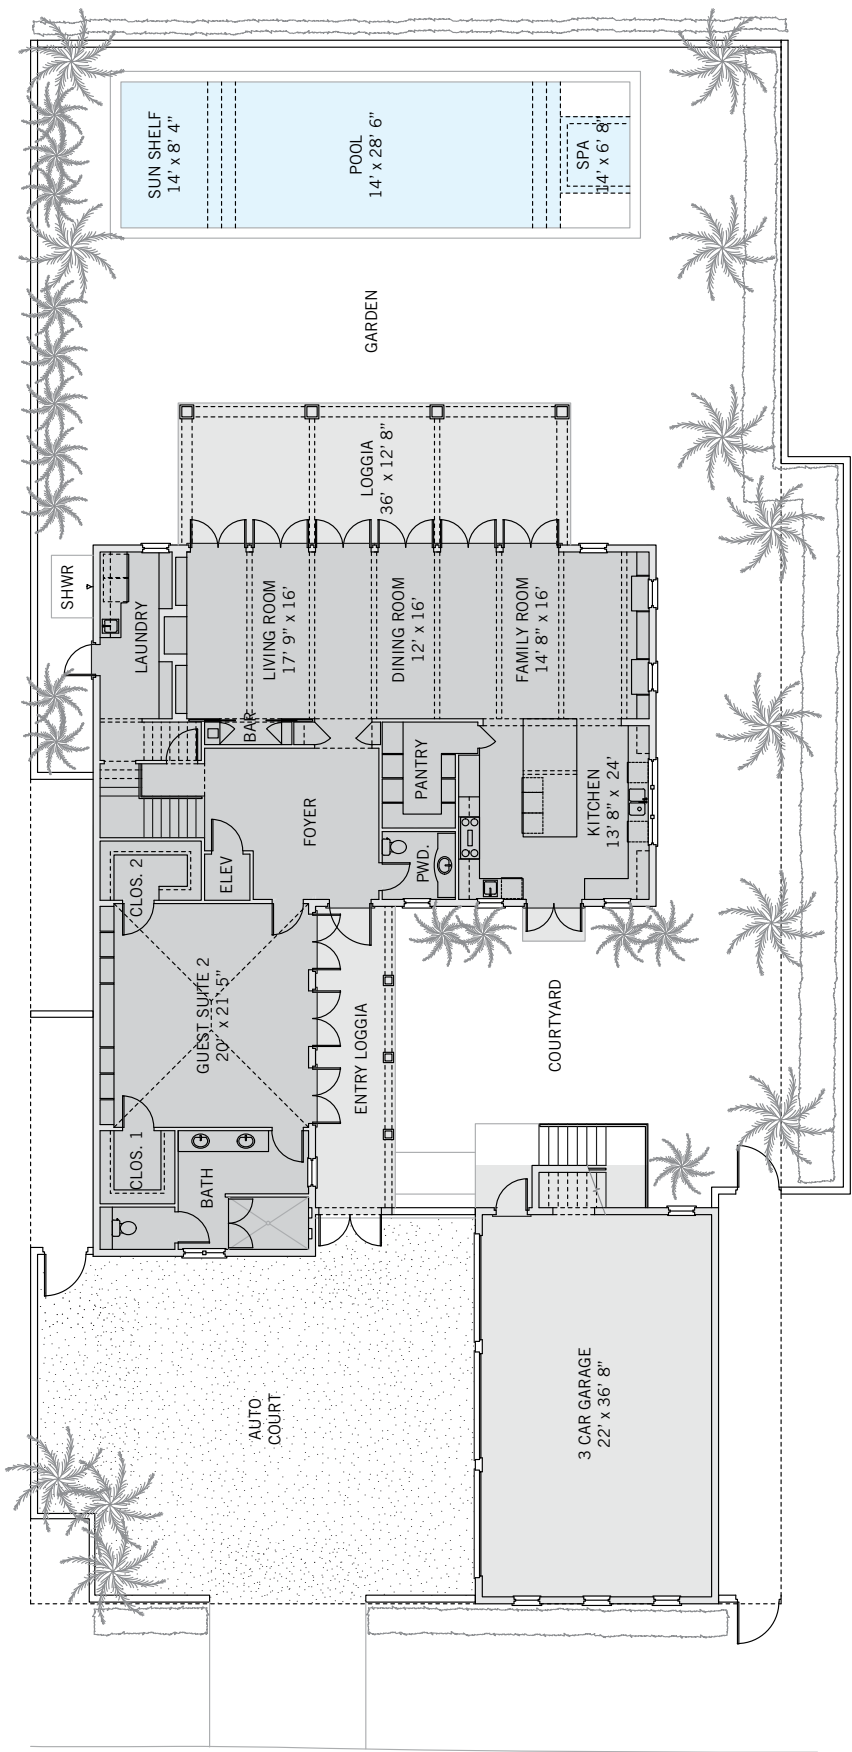 SUN SHELF
14' x 8' 4"
POOL
14' x 28' 6"
SPA
14' x 6' 8"
GARDEN
LOGGIA
36' x 12' 8"
SHWR
LAUNDRY
LIVING ROOM
17' 9" x 16'
DINING ROOM
12' x 16'
FAMILY ROOM
14' 8" x 16'
BAR
PANTRY
FOYER
KITCHEN
13' 8" x 24'
CLOS. 2
ELEV
PWD.
GUEST SUITE 2
20' x 21' 5"
ENTRY LOGGIA
COURTYARD
CLOS. 1
BATH
3 CAR GARAGE
22' x 36' 8"
AUTO
COURT